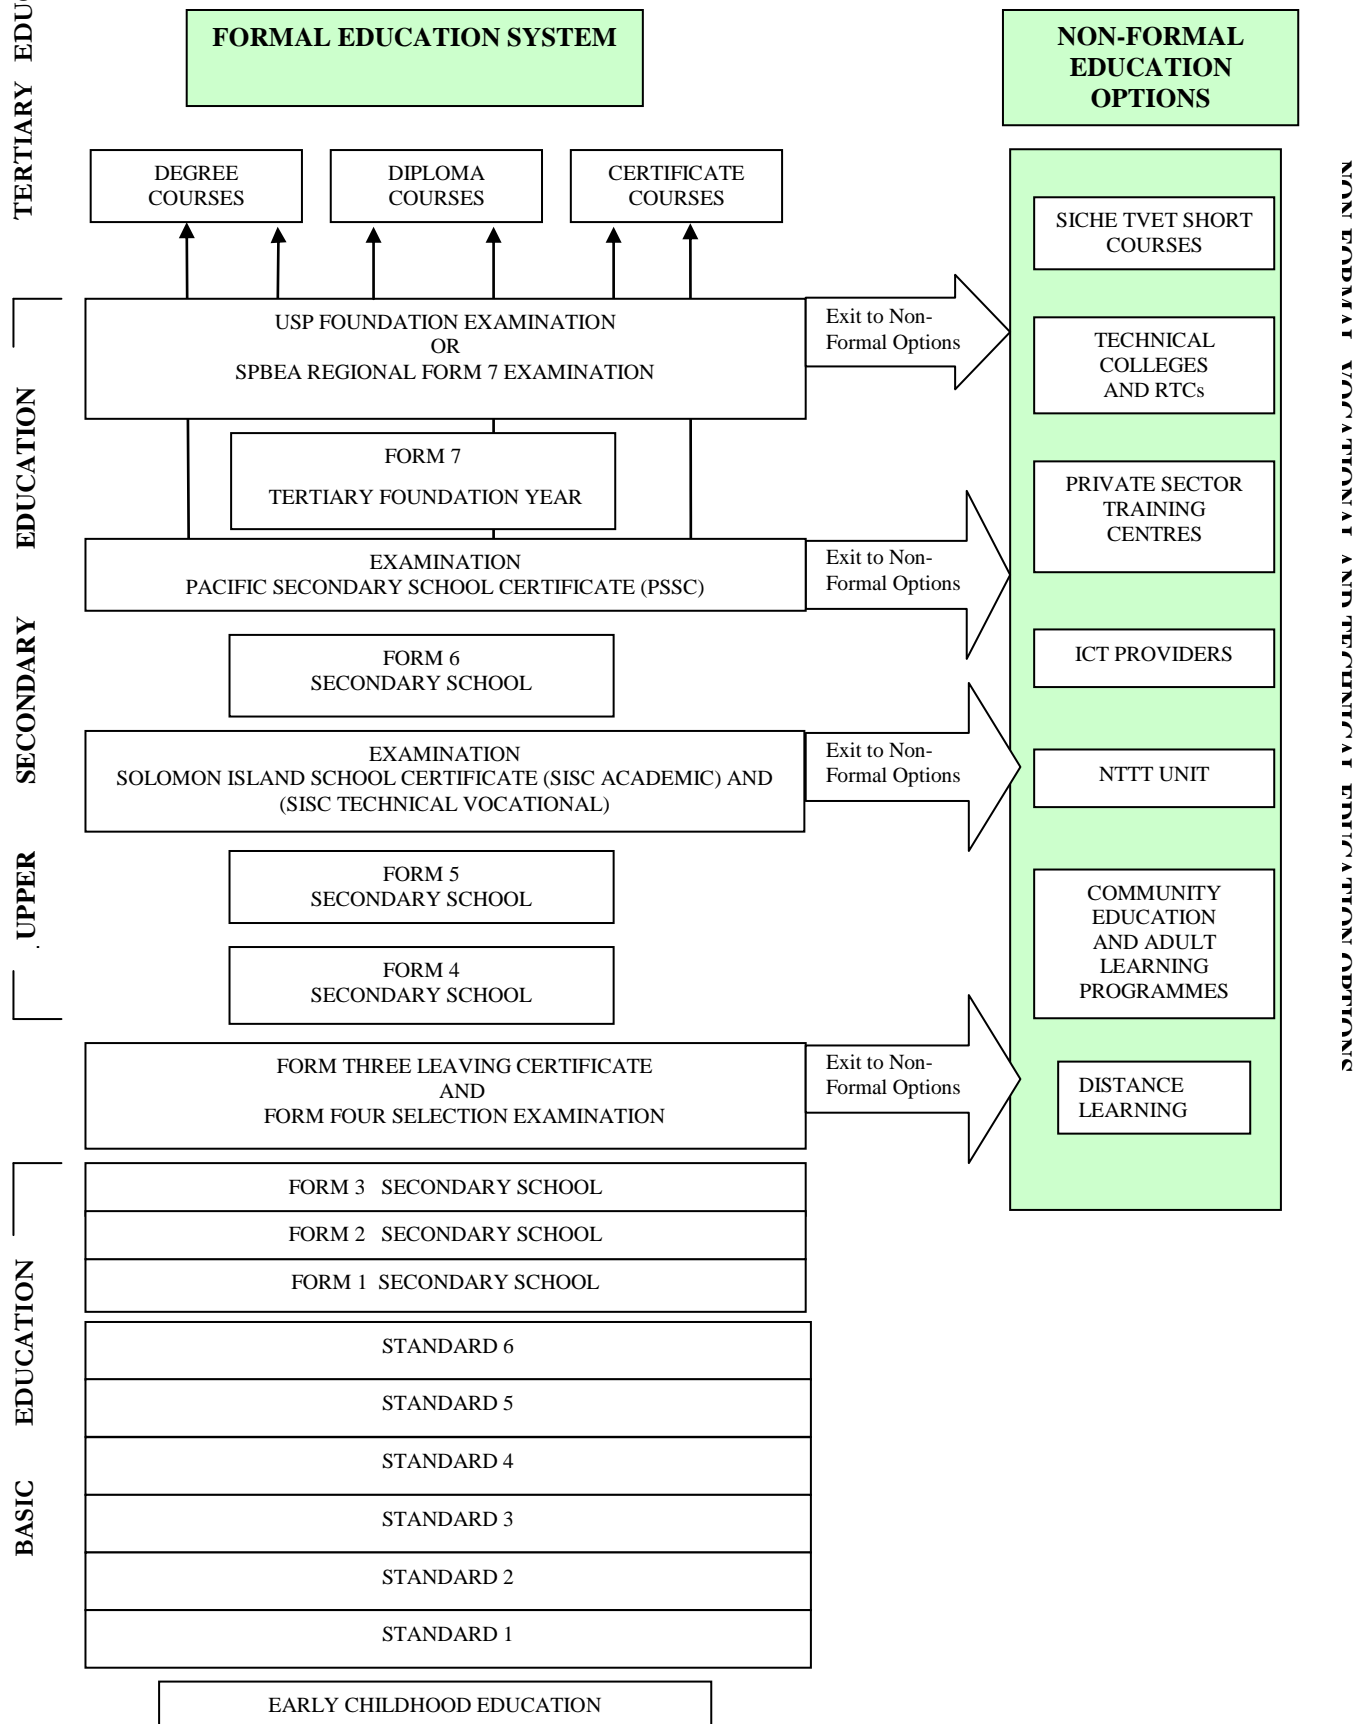 FORMAL EDUCATION SYSTEM
NON-FORMAL
EDUCATION
OPTIONS
TERTIARY
DEGREE
COURSES
DIPLOMA
COURSES
CERTIFICATE
COURSES
USP FOUNDATION EXAMINATION
OR
SPBEA REGIONAL FORM 7 EXAMINATION
Exit to Non-
Formal Options
FORM 7
TERTIARY FOUNDATION YEAR
EXAMINATION
PACIFIC SECONDARY SCHOOL CERTIFICATE (PSSC)
Exit to Non-
Formal Options
FORM 6
SECONDARY SCHOOL
EXAMINATION
SOLOMON ISLAND SCHOOL CERTIFICATE (SISC ACADEMIC) AND
(SISC TECHNICAL VOCATIONAL)
Exit to Non-
Formal Options
FORM 5
SECONDARY SCHOOL
FORM 4
SECONDARY SCHOOL
UPPER SECONDARY EDUCATION
FORM THREE LEAVING CERTIFICATE
AND
FORM FOUR SELECTION EXAMINATION
Exit to Non-
Formal Options
FORM 3 SECONDARY SCHOOL
FORM 2 SECONDARY SCHOOL
FORM 1 SECONDARY SCHOOL
STANDARD 6
STANDARD 5
STANDARD 4
STANDARD 3
STANDARD 2
STANDARD 1
BASIC EDUCATION
EARLY CHILDHOOD EDUCATION
SICHE TVET SHORT
COURSES
TECHNICAL
COLLEGES
AND RTCs
PRIVATE SECTOR
TRAINING
CENTRES
ICT PROVIDERS
NTTT UNIT
COMMUNITY
EDUCATION
AND ADULT
LEARNING
PROGRAMMES
DISTANCE
LEARNING
NON FORMAL VOCATIONAL AND TECHNICAL EDUCATION OPTIONS